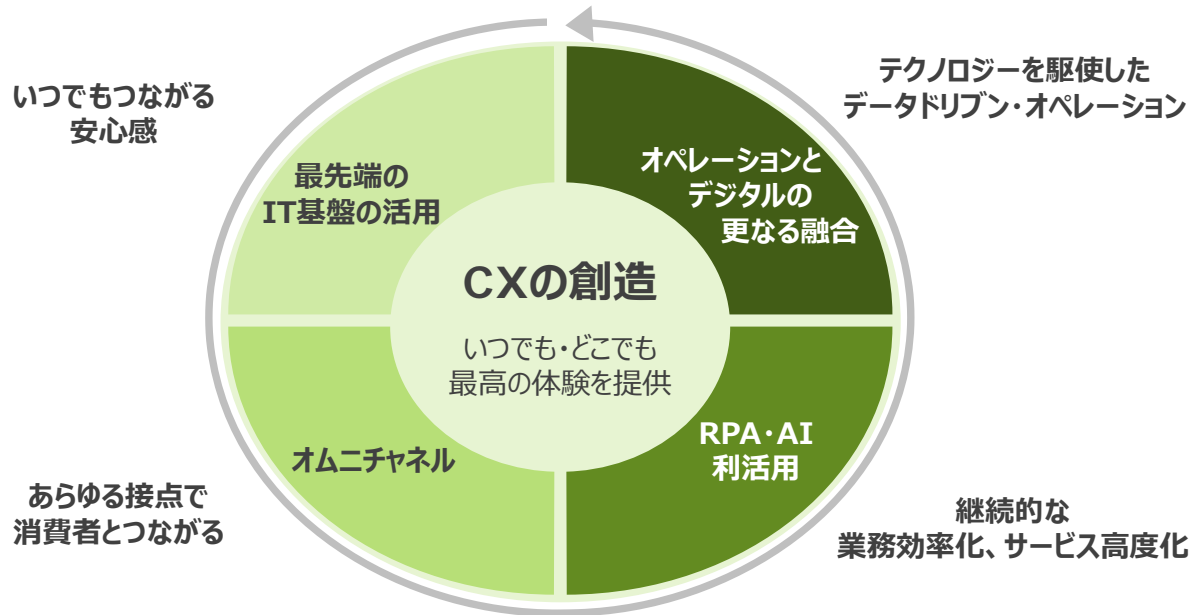 いつでもつながる
安心感
テクノロジーを駆使した
データドリブン・オペレーション
最先端の
IT基盤の活用
オペレーションと
デジタルの
更なる融合
CXの創造
いつでも・どこでも
最高の体験を提供
オムニチャネル
RPA・AI
利活用
あらゆる接点で
消費者とつながる
継続的な
業務効率化、サービス高度化